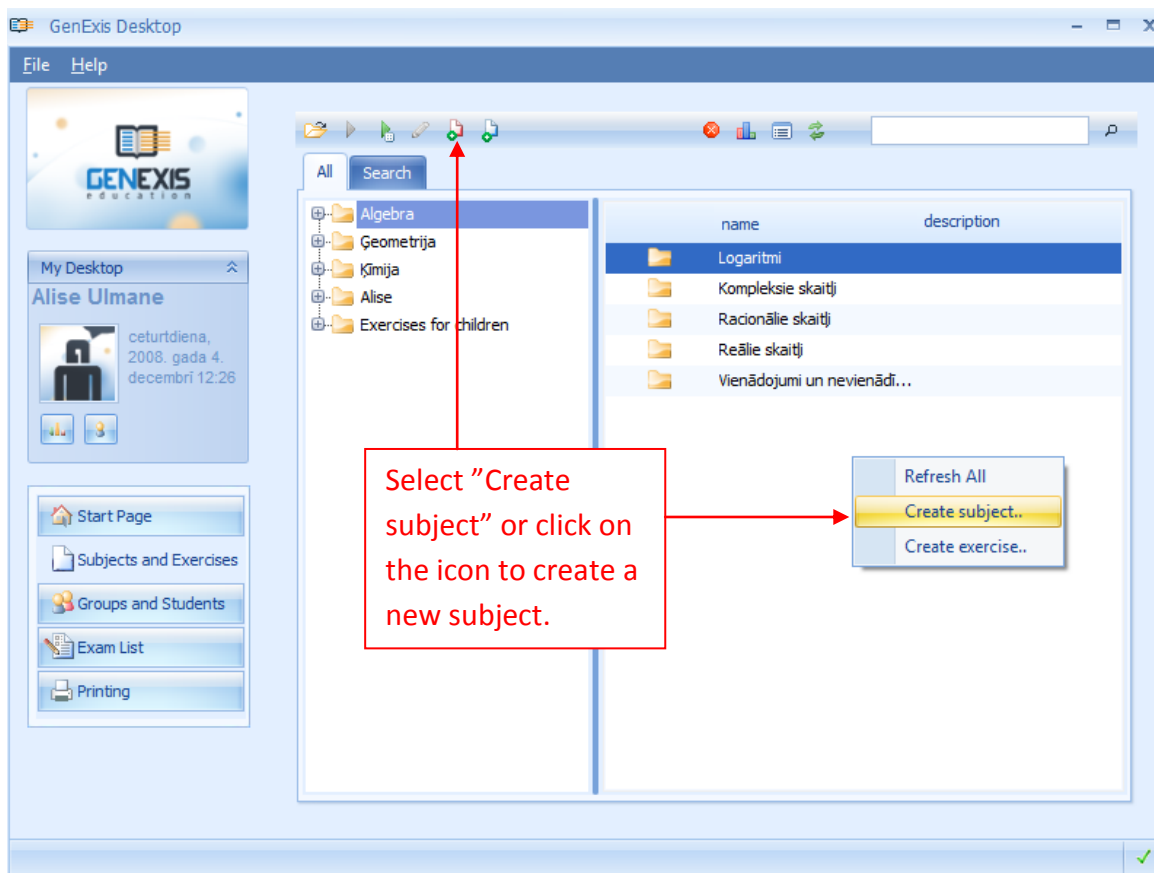 GenExis Desktop
File Help
GENEXIS
education
All Search
My Desktop
Alise Ulmane
ceturtdiena,
2008. gada 4.
decembrī 12:26
Start Page
Subjects and Exercises
Groups and Students
Exam List
Printing
Algebra
Ģeometrija
Ķīmija
Alise
Exercises for children
name description
Logaritmi
Kompleksie skaitļi
Racionālie skaitļi
Reālie skaitļi
Vienādojumi un nevienādī...
Select ”Create
subject” or click on
the icon to create a
new subject.
Refresh All
Create subject..
Create exercise..